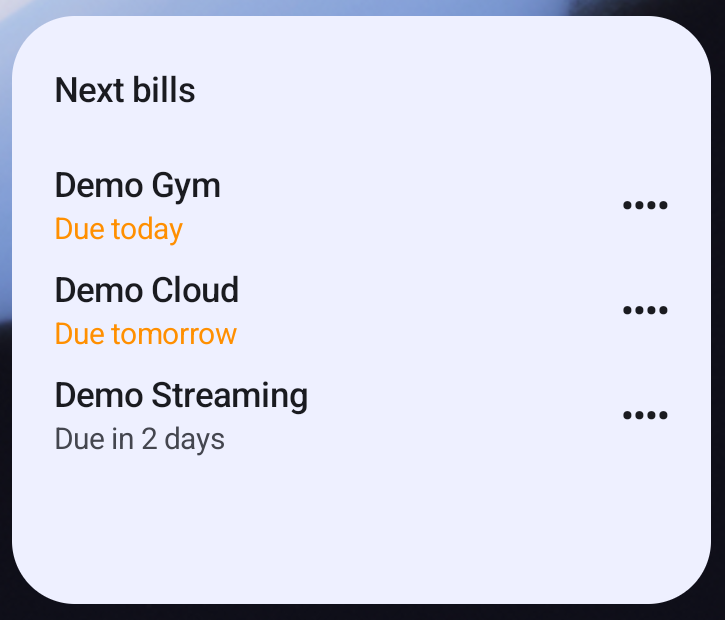 Next bills
Demo Gym
••••
Due today
Demo Cloud
••••
Due tomorrow
Demo Streaming
••••
Due in 2 days